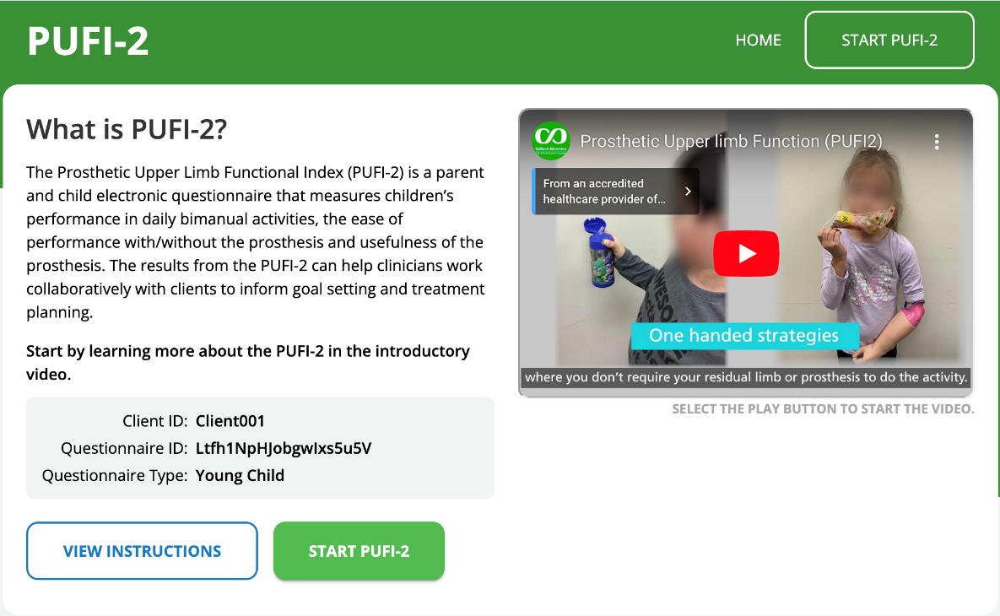 PUFI-2
HOME
START PUFI-2
What is PUFI-2?
The Prosthetic Upper Limb Functional Index (PUFI-2) is a parent
and child electronic questionnaire that measures children’s
performance in daily bimanual activities, the ease of
performance with/without the prosthesis and usefulness of the
prosthesis. The results from the PUFI-2 can help clinicians work
collaboratively with clients to inform goal setting and treatment
planning.
Start by learning more about the PUFI-2 in the introductory
video.
Client ID: Client001
Questionnaire ID: Ltfh1NpHJobgwIxs5u5V
Questionnaire Type: Young Child
VIEW INSTRUCTIONS
START PUFI-2
Holland Bloorview
Prosthetic Upper limb Function (PUFI2)
From an accredited
healthcare provider of...
One handed strategies
where you don’t require your residual limb or prosthesis to do the activity.
SELECT THE PLAY BUTTON TO START THE VIDEO.